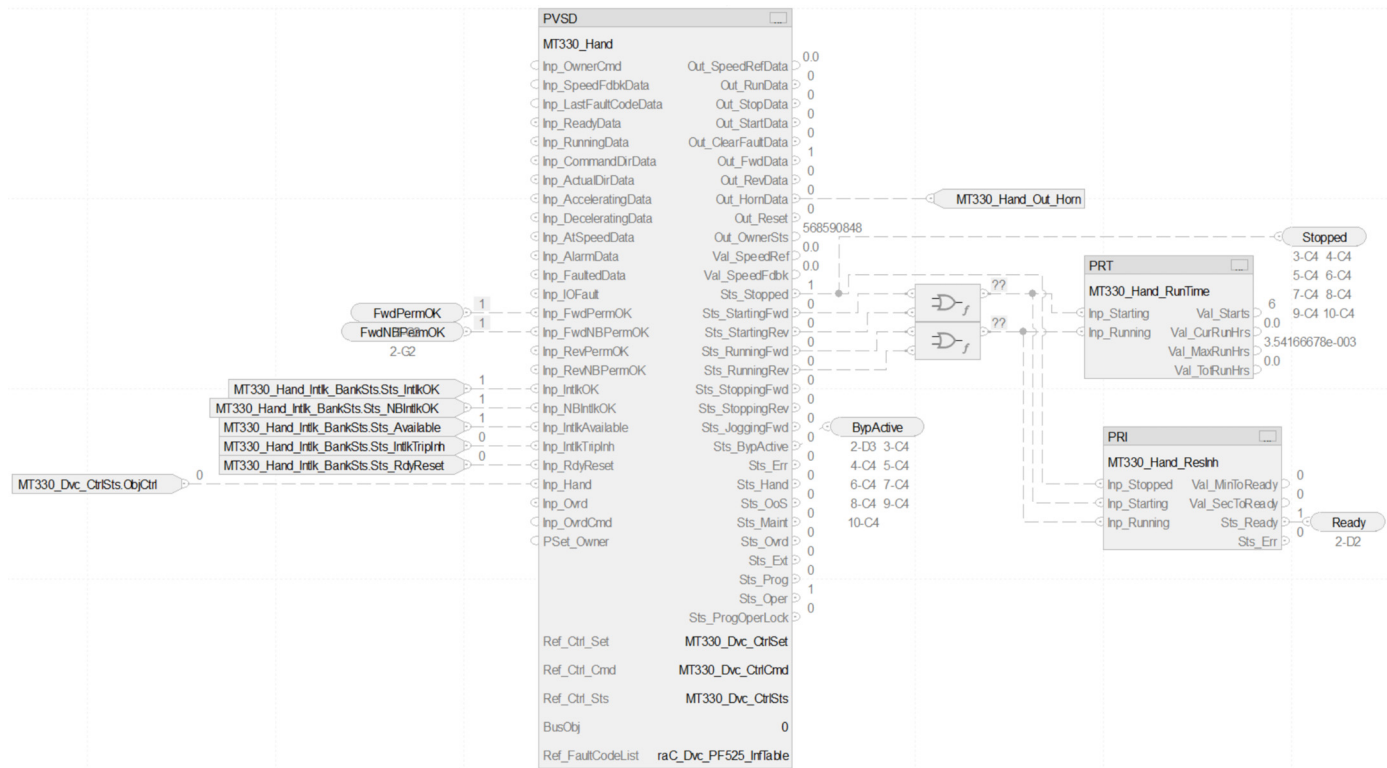 PVSD
...
MT330_Hand
Inp_OwnerCmd Out_SpeedRefData 0.0
Inp_SpeedFdbkData Out_RunData 0
Inp_LastFaultCodeData Out_StopData 0
Inp_ReadyData Out_StartData 0
Inp_RunningData Out_ClearFaultData 0
Inp_CommandDirData Out_FwdData 1
Inp_ActualDirData Out_RevData 0
Inp_AcceleratingData Out_HornData 0
MT330_Hand_Out_Horn
Inp_DeceleratingData Out_Reset 0
Inp_AtSpeedData Out_OwnerSts 568590848
Inp_AlarmData Val_SpeedRef 0.0
Inp_FaultedData Val_SpeedFdbk 0.0
Inp_IOFault Sts_Stopped 1
FwdPermOK 1 Inp_FwdPermOK Sts_StartingFwd 0
1 Inp_FwdNBPermOK Sts_StartingRev 0
2-G2
Inp_RevPermOK Sts_RunningFwd 0
Inp_RevNBPermOK Sts_RunningRev 0
MT330_Hand_Intlk_BankSts.Sts_IntlkOK 1 Inp_IntlkOK Sts_StoppingFwd 0
MT330_Hand_Intlk_BankSts.Sts_NBIntlkOK 1 Inp_NBIntlkOK Sts_StoppingRev 0
MT330_Hand_Intlk_BankSts.Sts_Available 1 Inp_IntlkAvailable Sts_JoggingFwd 0
MT330_Hand_Intlk_BankSts.Sts_IntlkTripInh 0 Inp_IntlkTripInh Sts_BypActive 0
MT330_Hand_Intlk_BankSts.Sts_RdyReset 0 Inp_RdyReset Sts_Err 0
MT330_Dvc_CtrlSts.ObjCtrl 0 Inp_Hand Sts_Hand 0
Inp_Ovrd Sts_OoS 0
Inp_OvrdCmd Sts_Maint 0
PSet_Owner Sts_Ovrd 0
Sts_Ext 0
Sts_Prog 0
Sts_Oper 1
Sts_ProgOperLock 0
Ref_Ctrl_Set MT330_Dvc_CtrlSet
Ref_Ctrl_Cmd MT330_Dvc_CtrlCmd
Ref_Ctrl_Sts MT330_Dvc_CtrlSts
BusObj 0
Ref_FaultCodeList raC_Dvc_PF525_InfTable
f ??
f ??
BypActive
2-D3 3-C4
4-C4 5-C4
6-C4 7-C4
8-C4 9-C4
10-C4
Stopped
3-C4 4-C4
5-C4 6-C4
7-C4 8-C4
9-C4 10-C4
PRT
...
MT330_Hand_RunTime
Inp_Starting Val_Starts 6
Inp_Running Val_CurRunHrs 0.0
Val_MaxRunHrs 3.54166678e-003
Val_TotRunHrs 0.0
PRI
...
MT330_Hand_ResInh
Inp_Stopped Val_MinToReady 0
Inp_Starting Val_SecToReady 0
Inp_Running Sts_Ready 1
Sts_Err 0
Ready
2-D2